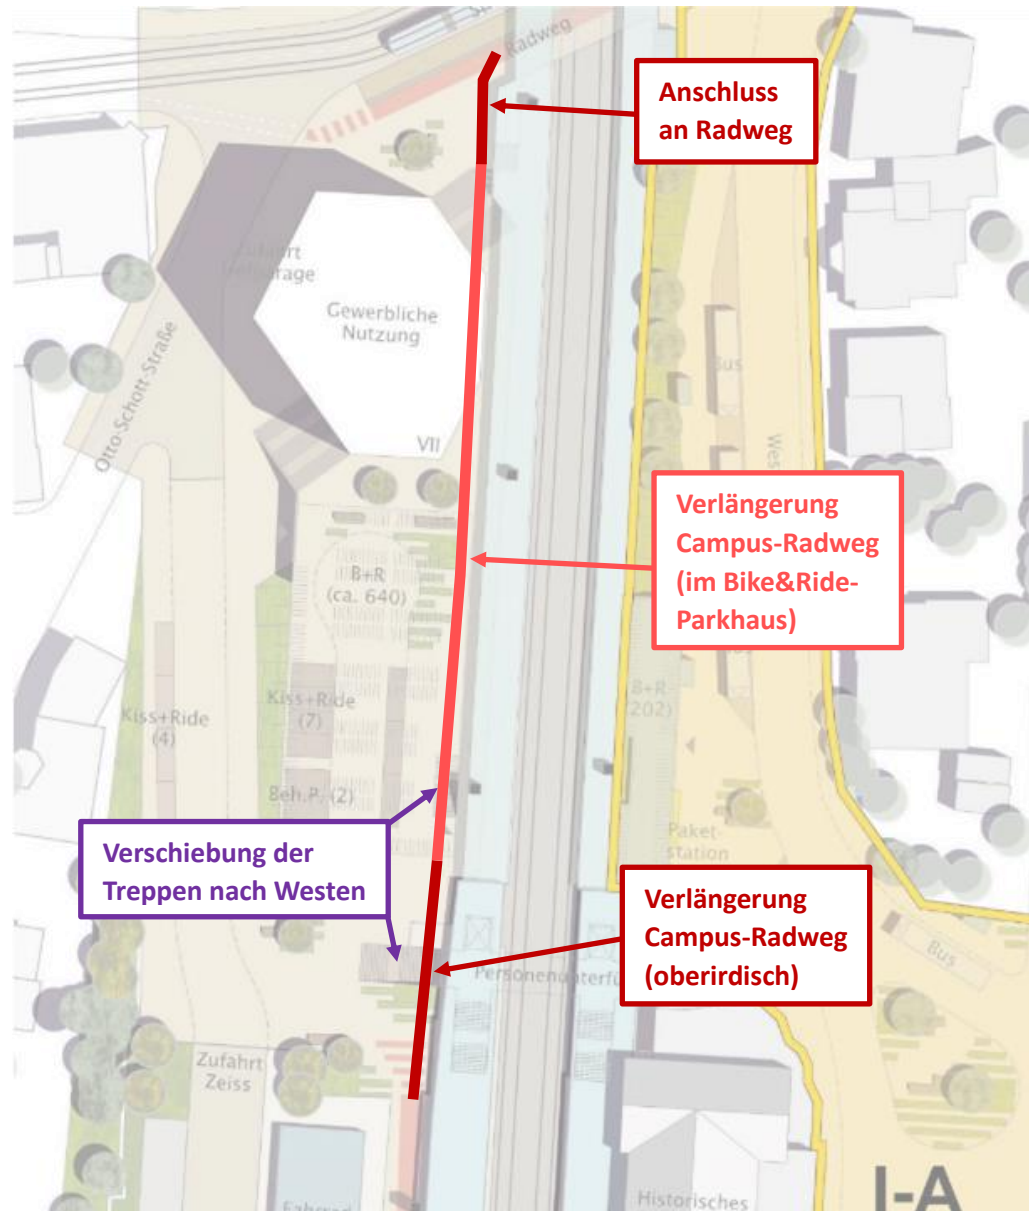 Radweg
Anschluss
an Radweg
Zufahrt
Gewerbliche
Nutzung
Otto-Schott-Straße
VII
Bus
Verlängerung
Campus-Radweg
(im Bike&Ride-
Parkhaus)
B+R
(ca. 640)
B+R
(202)
Kiss+Ride
(4)
Kiss+Ride
(7)
Beh.P. (2)
Paket-
station
Verschiebung der
Treppen nach Westen
Verlängerung
Campus-Radweg
(oberirdisch)
Bus
Zufahrt
Zeiss
I-A
Historisches